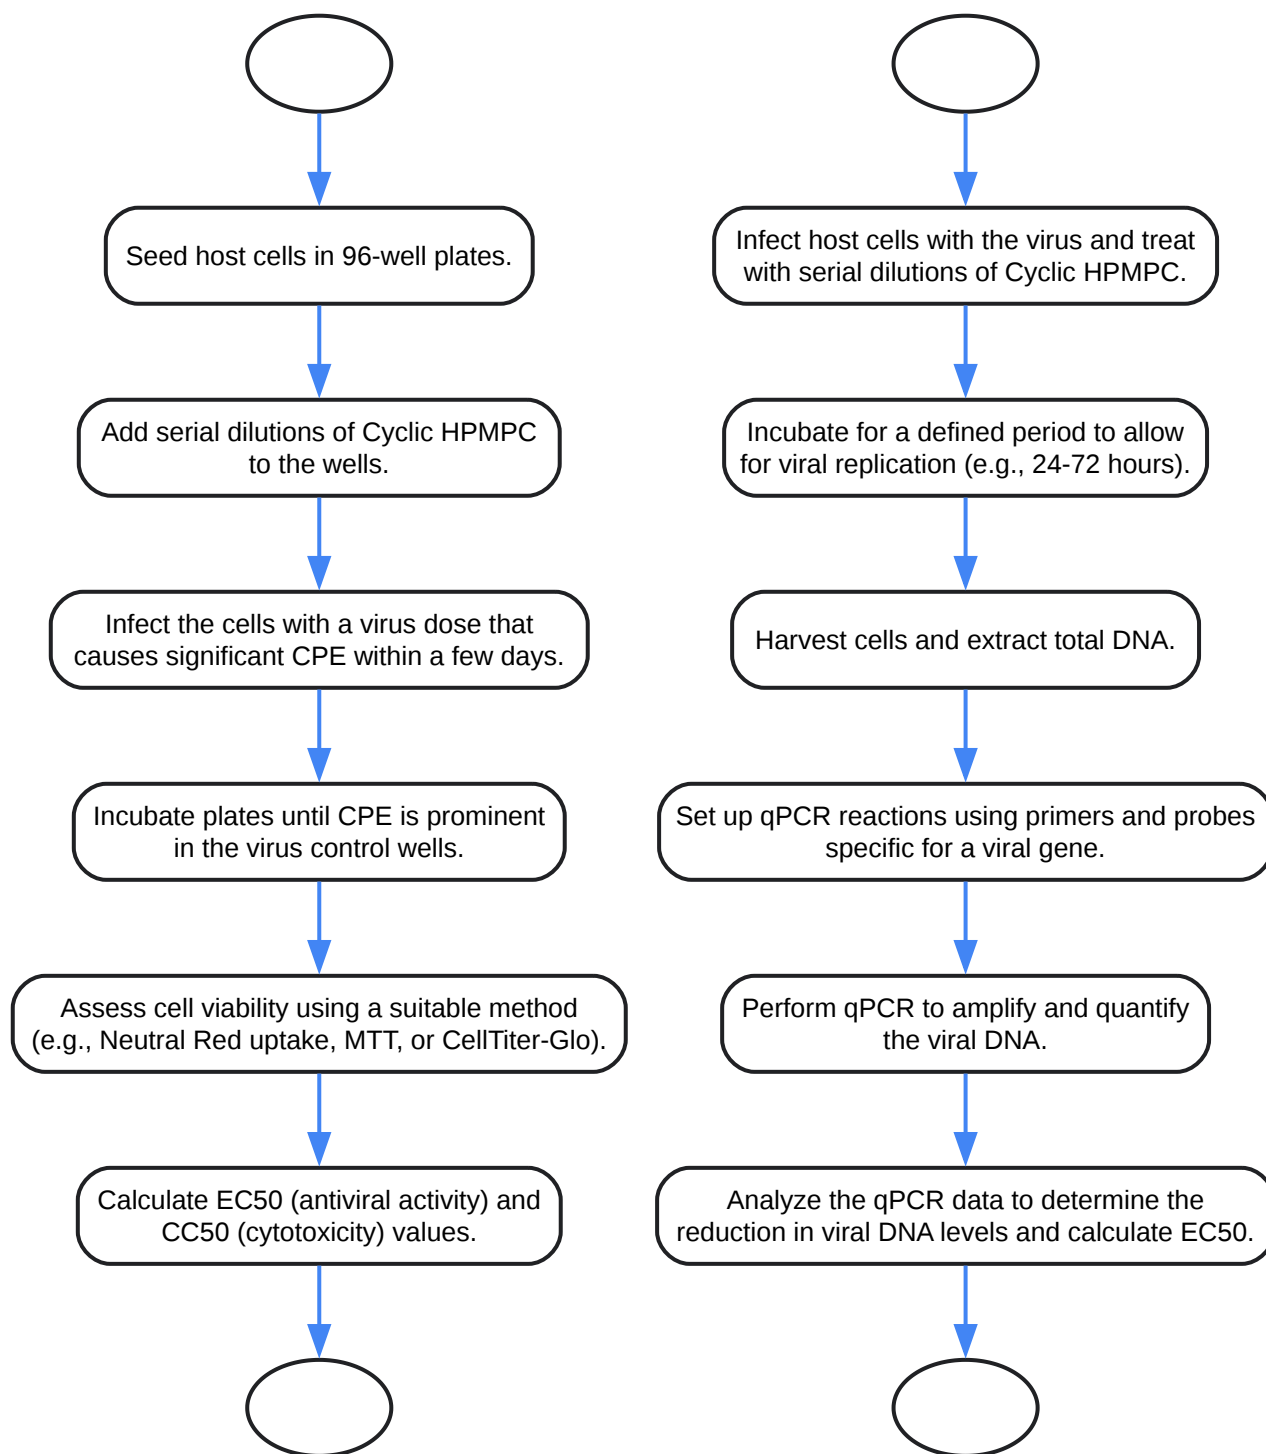 Seed host cells in 96-well plates.
Add serial dilutions of Cyclic HPMPC
to the wells.
Infect the cells with a virus dose that
causes significant CPE within a few days.
Incubate plates until CPE is prominent
in the virus control wells.
Assess cell viability using a suitable method
(e.g., Neutral Red uptake, MTT, or CellTiter-Glo).
Calculate EC50 (antiviral activity) and
CC50 (cytotoxicity) values.
Infect host cells with the virus and treat
with serial dilutions of Cyclic HPMPC.
Incubate for a defined period to allow
for viral replication (e.g., 24-72 hours).
Harvest cells and extract total DNA.
Set up qPCR reactions using primers and probes
specific for a viral gene.
Perform qPCR to amplify and quantify
the viral DNA.
Analyze the qPCR data to determine the
reduction in viral DNA levels and calculate EC50.